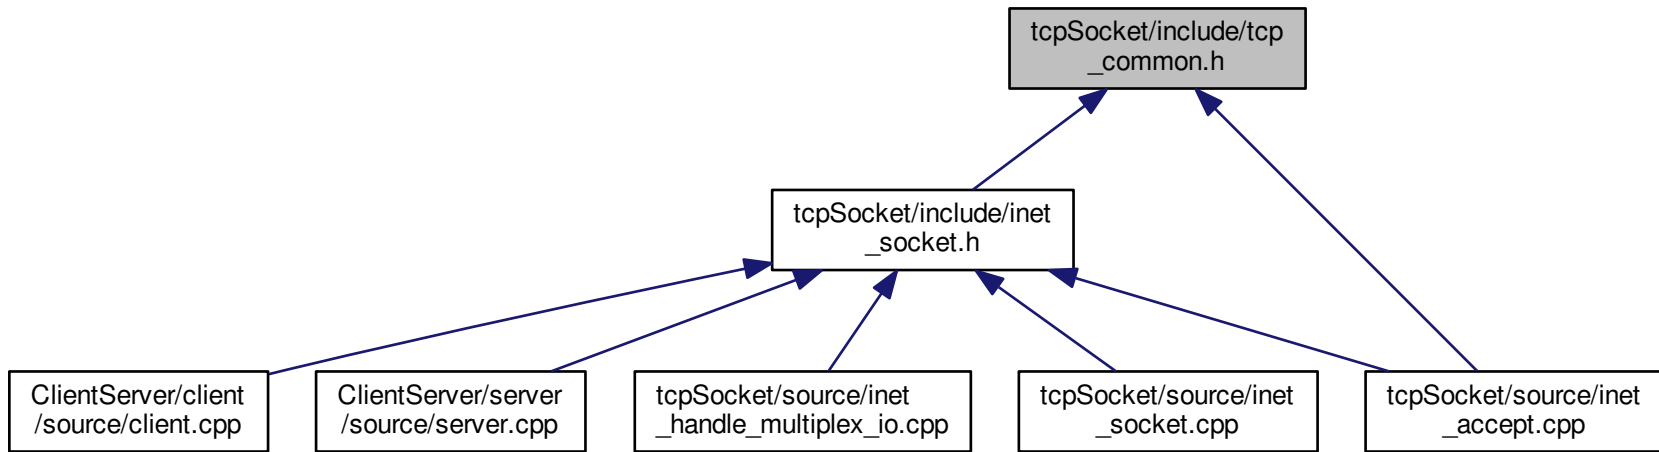 tcpSocket/include/tcp
_common.h
tcpSocket/include/inet
_socket.h
ClientServer/client
/source/client.cpp
ClientServer/server
/source/server.cpp
tcpSocket/source/inet
_handle_multiplex_io.cpp
tcpSocket/source/inet
_socket.cpp
tcpSocket/source/inet
_accept.cpp